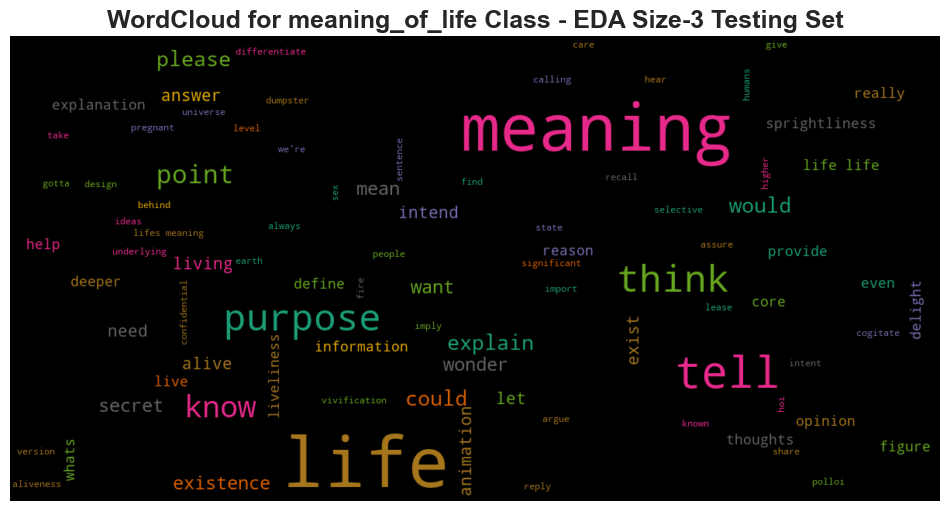 WordCloud for meaning_of_life Class - EDA Size-3 Testing Set
care
give
differentiate
please
calling
hear
humans
really
answer
dumpster
explanation
universe
meaning
sprightliness
take
pregnant
level
we're
sentence
life life
higher
point
recall
gotta
design
sex
mean
find
behind
intend
selective
would
ideas
always
state
lifes meaning
help
underlying
earth
people
reason
assure
provide
living
significant
deeper
confidential
define
fire
want
import
think
even
delight
core
lease
purpose
imply
cogitate
need
information
explain
exist
alive
wonder
intent
live
liveliness
tell
secret
know
vivification
could
let
hoi
argue
known
opinion
animation
life
thoughts
share
figure
version
whats
aliveness
existence
reply
polloi